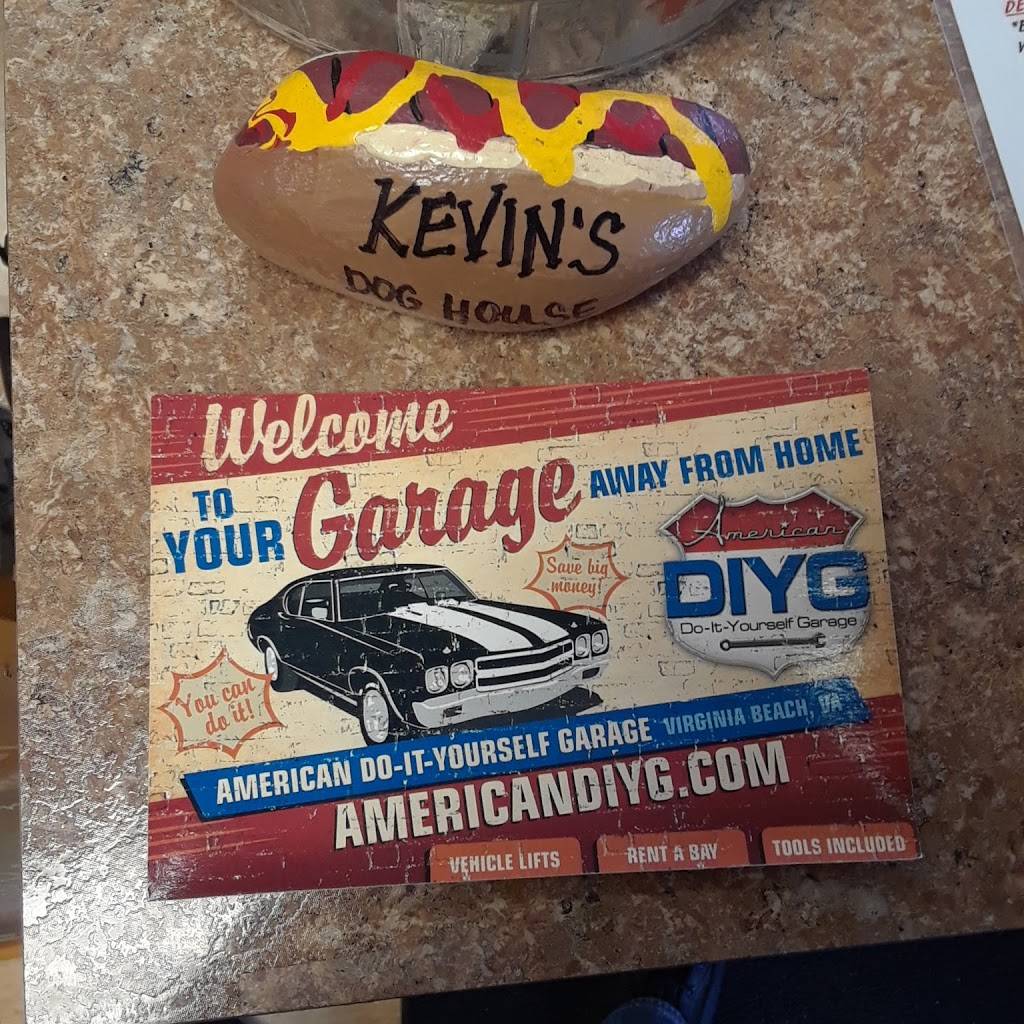 KEVIN'S
DOG HOUSE
Welcome
TO YOUR Garage AWAY FROM HOME
Save big money!
You can do it!
American
DIYG
Do-It-Yourself Garage
AMERICAN DO-IT-YOURSELF GARAGE VIRGINIA BEACH, VA
AMERICANDIYG.COM
VEHICLE LIFTS
RENT A BAY
TOOLS INCLUDED